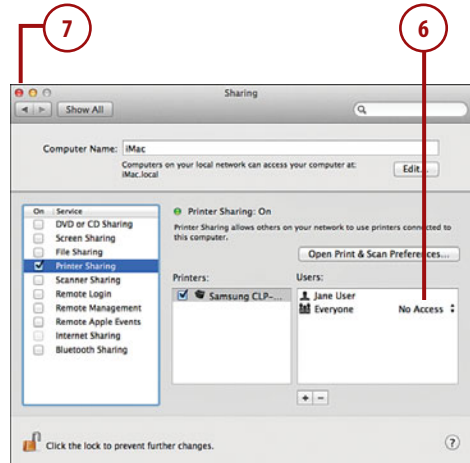 7
6
Sharing
Show All
Computer Name: iMac
Computers on your local network can access your computer at:
iMac.local
Edit...
On Service
DVD or CD Sharing
Screen Sharing
File Sharing
Printer Sharing
Scanner Sharing
Remote Login
Remote Management
Remote Apple Events
Internet Sharing
Bluetooth Sharing
Printer Sharing: On
Printer Sharing allows others on your network to use printers connected to
this computer.
Open Print & Scan Preferences...
Printers:
Samsung CLP-...
Users:
Jane User
Everyone No Access
+ -
Click the lock to prevent further changes.
?